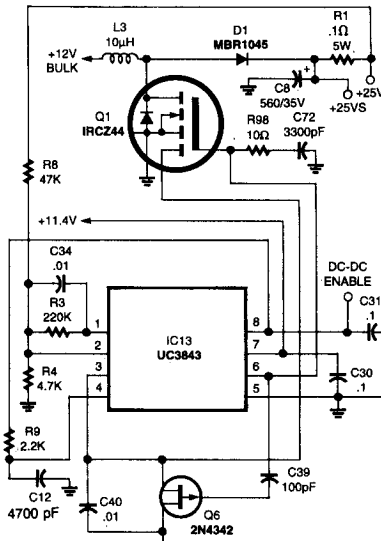 L3
10µH
+12V
BULK
D1
MBR1045
R1
.1Ω
5W
+25V
+25VS
C8
560/35V
+
Q1
IRCZ44
R98
10Ω
C72
3300pF
R8
47K
+11.4V
C34
.01
R3
220K
R4
4.7K
R9
2.2K
C12
4700 pF
1
2
3
4
IC13
UC3843
8
7
6
5
DC-DC
ENABLE
C31
.1
C30
.1
C39
100pF
C40
.01
Q6
2N4342